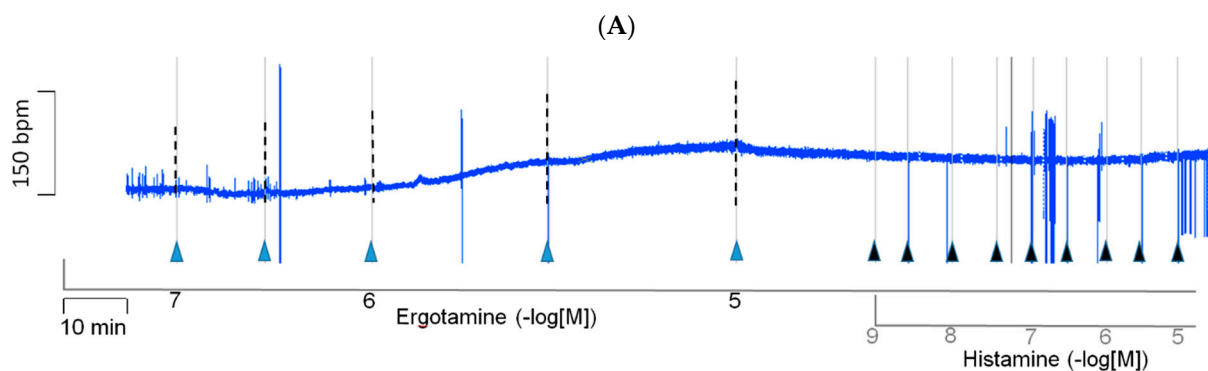 (A)
150 bpm
7 6 5
10 min
Ergotamine (-log[M])
9 8 7 6 5
Histamine (-log[M])